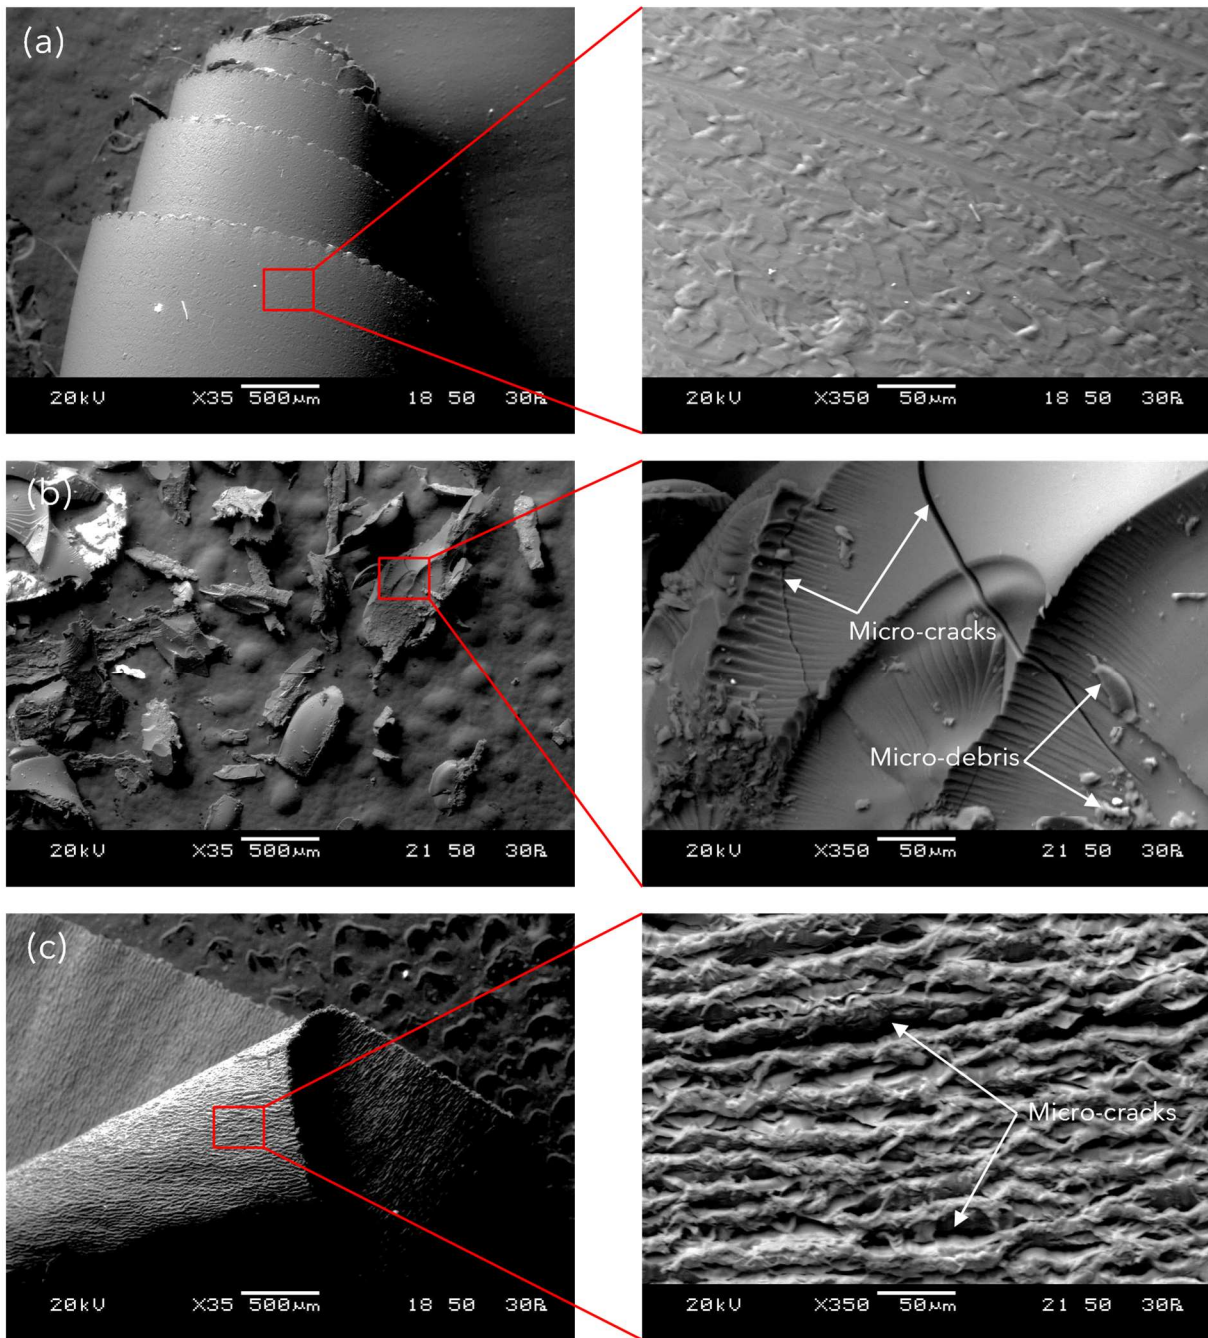 (a)
20kV X35 500μm 18 50 30Pa
20kV X350 50μm 18 50 30Pa
(b)
Micro-cracks
Micro-debris
20kV X35 500μm 21 50 30Pa
20kV X350 50μm 21 50 30Pa
(c)
Micro-cracks
20kV X35 500μm 18 50 30Pa
20kV X350 50μm 21 50 30Pa